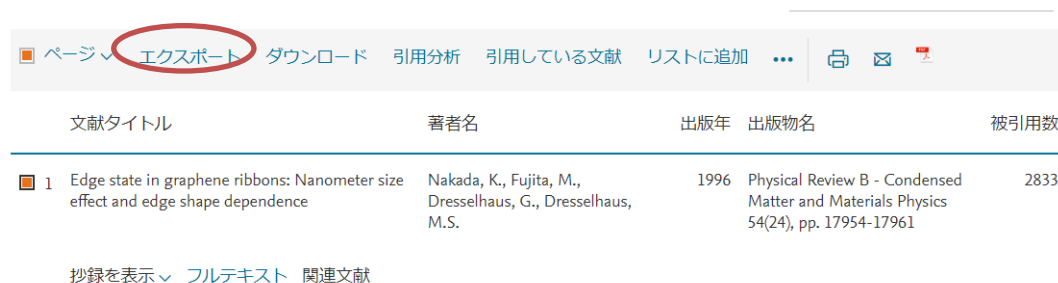 ページ エクスポート ダウンロード 引用分析 引用している文献 リストに追加 •••
文献タイトル 著者名 出版年 出版物名 被引用数
1 Edge state in graphene ribbons: Nanometer size Nakada, K., Fujita, M., 1996 Physical Review B - Condensed 2833
effect and edge shape dependence Dresselhaus, G., Dresselhaus, Matter and Materials Physics
M.S. 54(24), pp. 17954-17961
抄録を表示 フルテキスト 関連文献